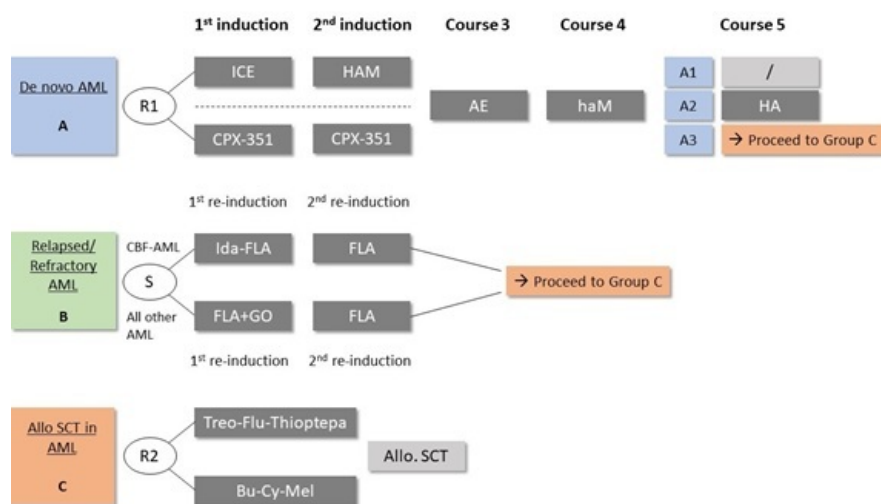 1st induction 2nd induction Course 3 Course 4 Course 5
De novo AML
A
R1
ICE HAM
CPX-351 CPX-351
AE haM
A1 /
A2 HA
A3 → Proceed to Group C
1st re-induction 2nd re-induction
Relapsed/
Refractory
AML
B
CBF-AML
S
All other
AML
Ida-FLA FLA
FLA+GO FLA
→ Proceed to Group C
1st re-induction 2nd re-induction
Allo SCT in
AML
C
R2
Treo-Flu-Thioptepa
Allo. SCT
Bu-Cy-Mel